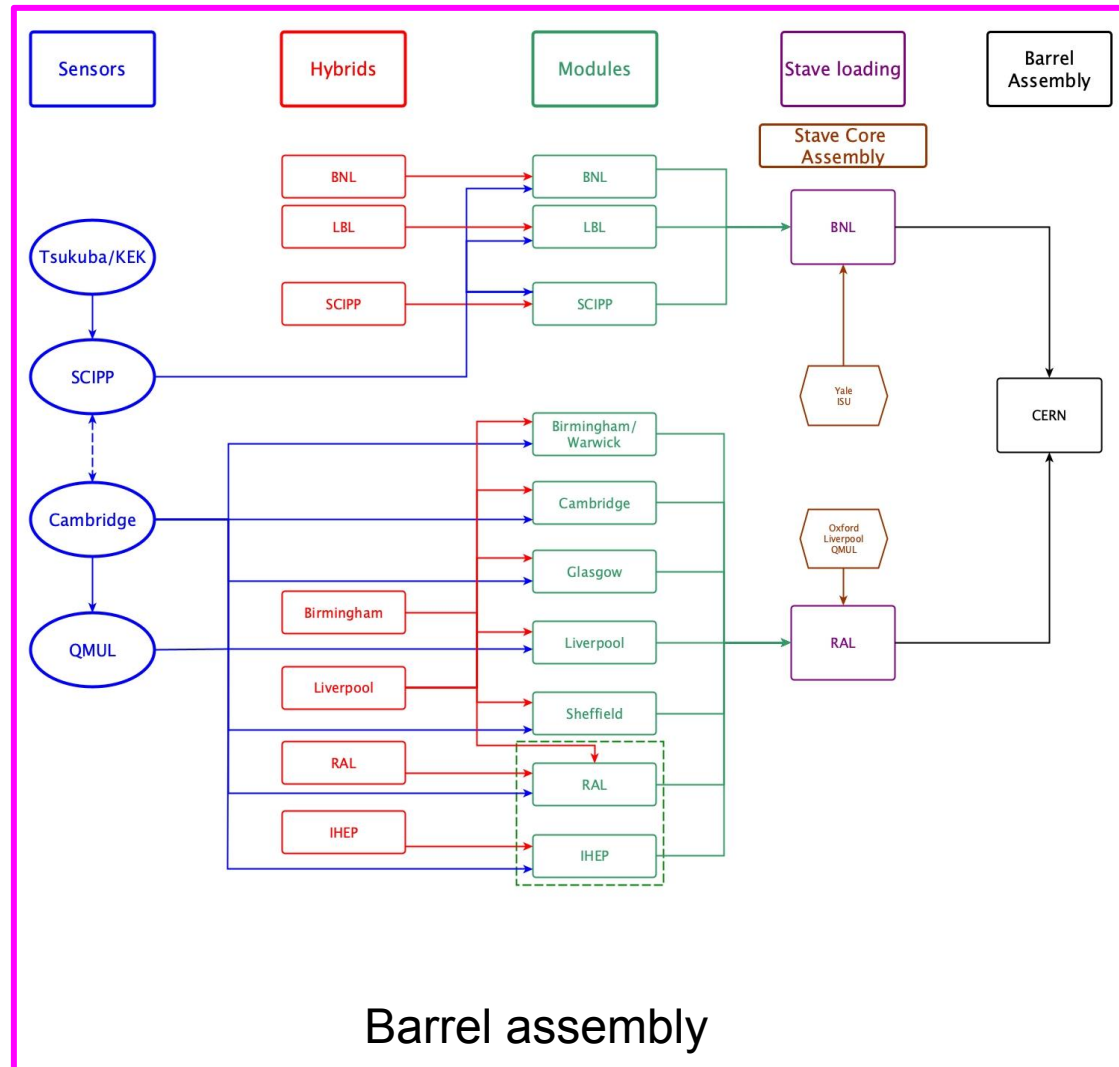 Sensors
Hybrids
Modules
Stave loading
Barrel
Assembly
Stave Core
Assembly
BNL
BNL
LBL
LBL
BNL
Tsukuba/KEK
SCIPP
SCIPP
SCIPP
Yale
ISU
CERN
Birmingham/
Warwick
Cambridge
Cambridge
Oxford
Liverpool
QMUL
Glasgow
Birmingham
QMUL
Liverpool
RAL
Liverpool
Sheffield
RAL
RAL
IHEP
IHEP
Barrel assembly